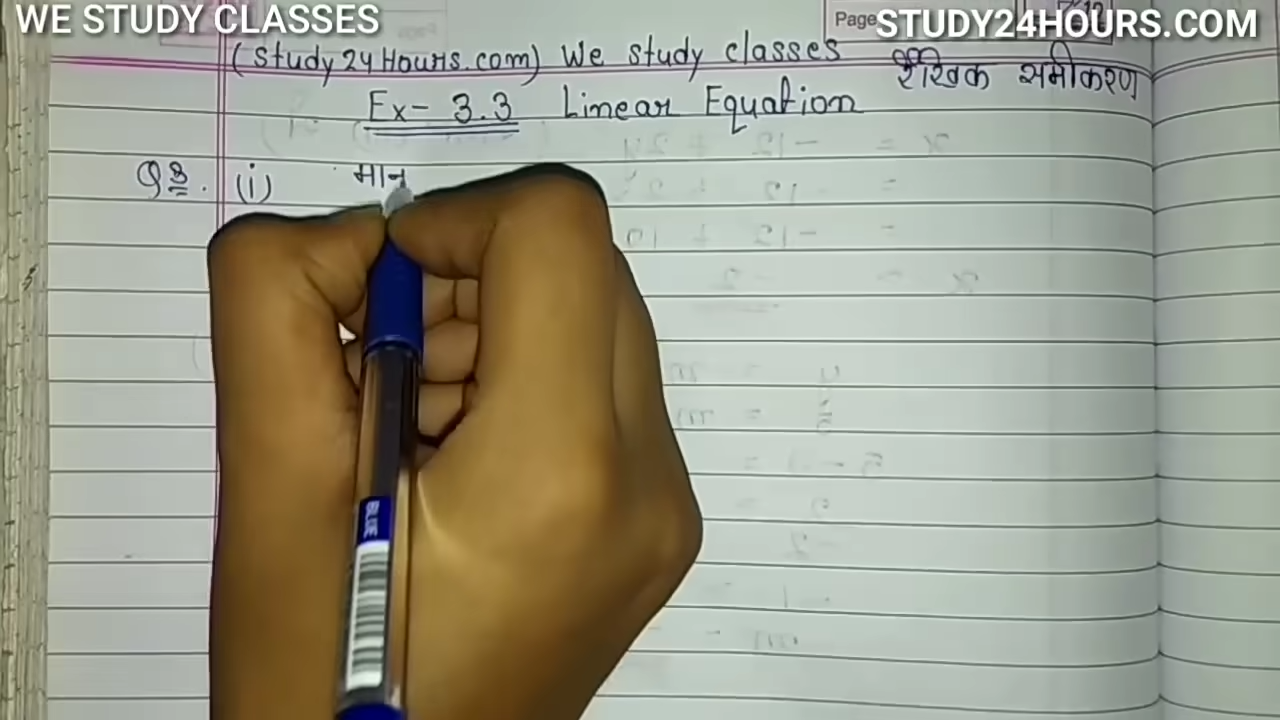 WE STUDY CLASSES
Page STUDY24HOURS.COM
(Study24Hours.com) We study classes
रैखिक समीकरण
Ex- 3.3 Linear Equation
Q3. (i) मान
BLUE